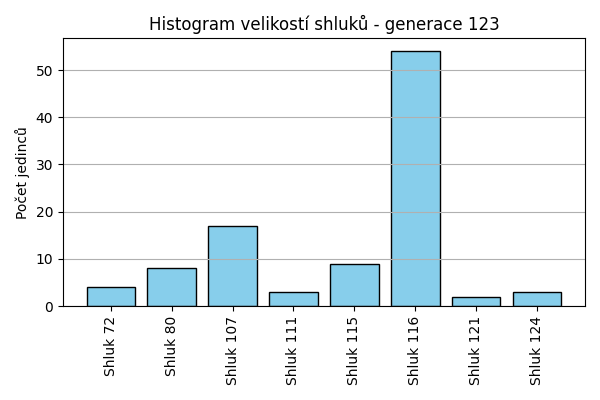 Histogram velikostí shluků - generace 123
Počet jedinců
50
40
30
20
10
0
Shluk 72
Shluk 80
Shluk 107
Shluk 111
Shluk 115
Shluk 116
Shluk 121
Shluk 124